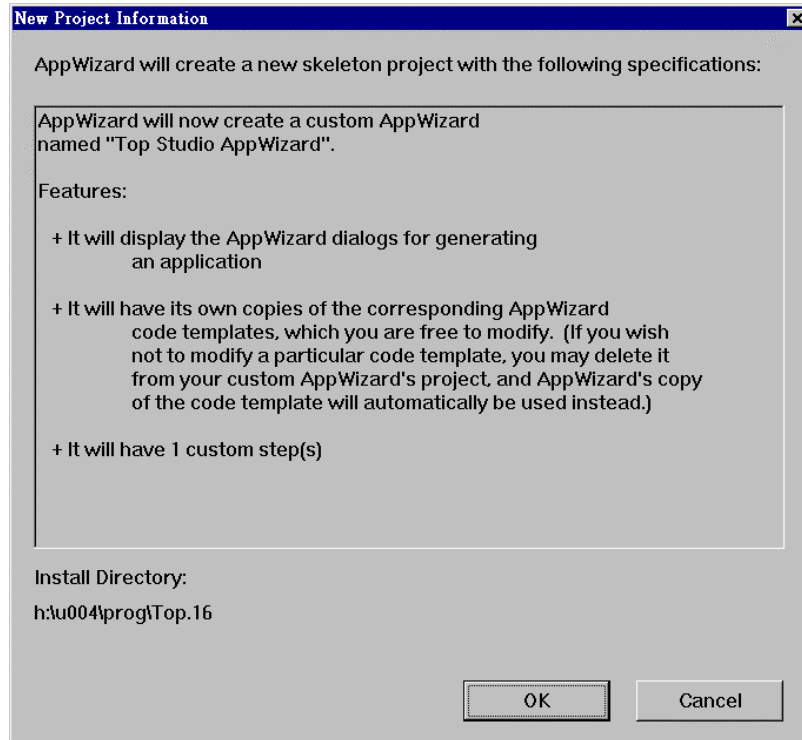 New Project Information
AppWizard will create a new skeleton project with the following specifications:
AppWizard will now create a custom AppWizard
named "Top Studio AppWizard".
Features:
+ It will display the AppWizard dialogs for generating
an application
+ It will have its own copies of the corresponding AppWizard
code templates, which you are free to modify. (If you wish
not to modify a particular code template, you may delete it
from your custom AppWizard's project, and AppWizard's copy
of the code template will automatically be used instead.)
+ It will have 1 custom step(s)
Install Directory:
h:\u004\prog\Top.16
OK Cancel